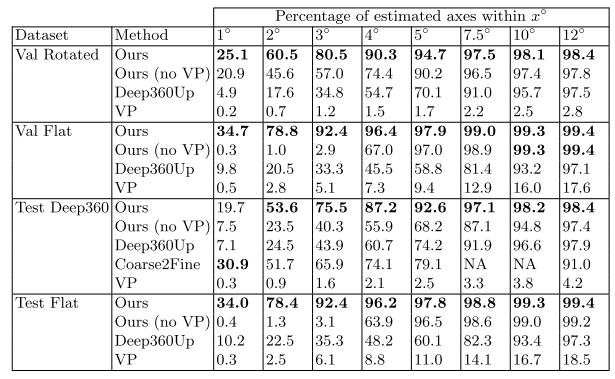 Percentage of estimated axes within x°
Dataset Method 1° 2° 3° 4° 5° 7.5° 10° 12°
Val Rotated Ours 25.1 60.5 80.5 90.3 94.7 97.5 98.1 98.4
Ours (no VP) 20.9 45.6 57.0 74.4 90.2 96.5 97.4 97.8
Deep360Up 4.9 17.6 34.8 54.7 70.1 91.0 95.7 97.5
VP 0.2 0.7 1.2 1.5 1.7 2.2 2.5 2.8
Val Flat Ours 34.7 78.8 92.4 96.4 97.9 99.0 99.3 99.4
Ours (no VP) 0.3 1.0 2.9 67.0 97.0 98.9 99.3 99.4
Deep360Up 9.8 20.5 33.3 45.5 58.8 81.4 93.2 97.1
VP 0.5 2.8 5.1 7.3 9.4 12.9 16.0 17.6
Test Deep360 Ours 19.7 53.6 75.5 87.2 92.6 97.1 98.2 98.4
Ours (no VP) 7.5 23.5 40.3 55.9 68.2 87.1 94.8 97.4
Deep360Up 7.1 24.5 43.9 60.7 74.2 91.9 96.6 97.9
Coarse2Fine 30.9 51.7 65.9 74.1 79.1 NA NA 91.0
VP 0.3 0.9 1.6 2.1 2.5 3.3 3.8 4.2
Test Flat Ours 34.0 78.4 92.4 96.2 97.8 98.8 99.3 99.4
Ours (no VP) 0.4 1.3 3.1 63.9 96.5 98.6 99.0 99.2
Deep360Up 10.2 22.5 35.3 48.2 60.1 82.3 93.4 97.3
VP 0.3 2.5 6.1 8.8 11.0 14.1 16.7 18.5